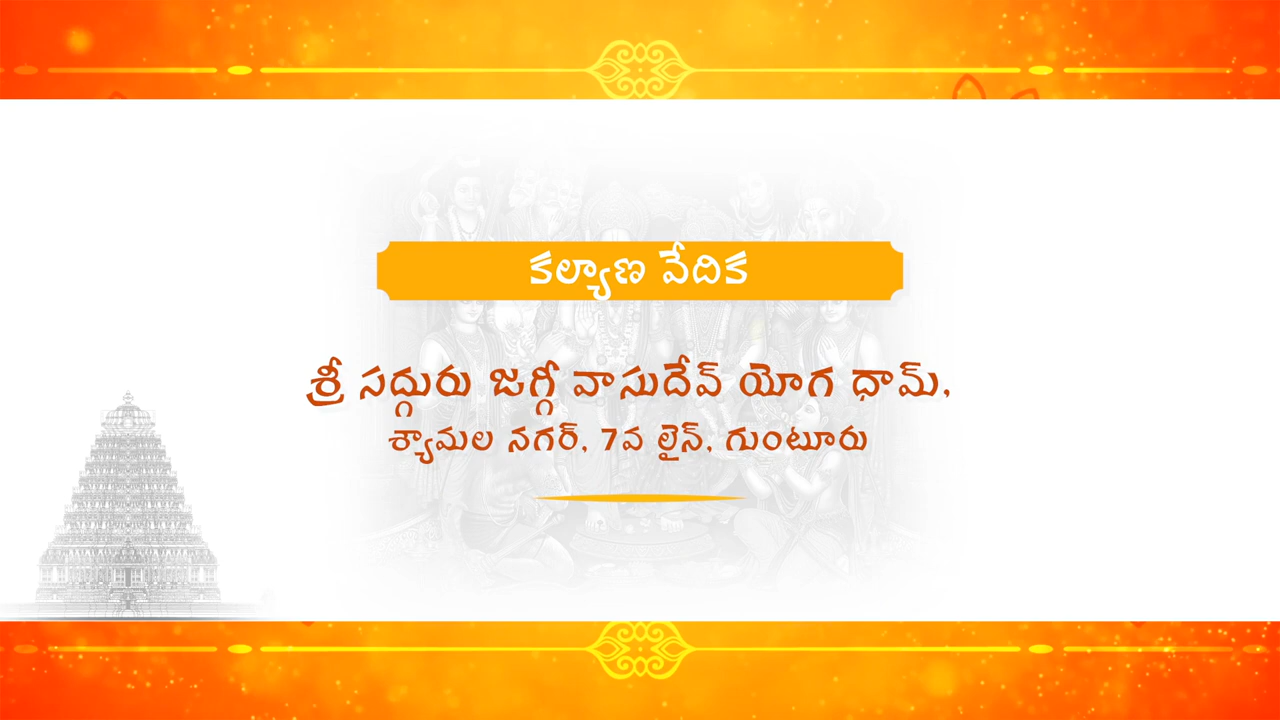 కల్యాణ వేదిక
శ్రీ సద్గురు జగ్గీ వాసుదేవ్ యోగ ధామ్,
శ్యామల నగర్, 7వ లైన్, గుంటూరు